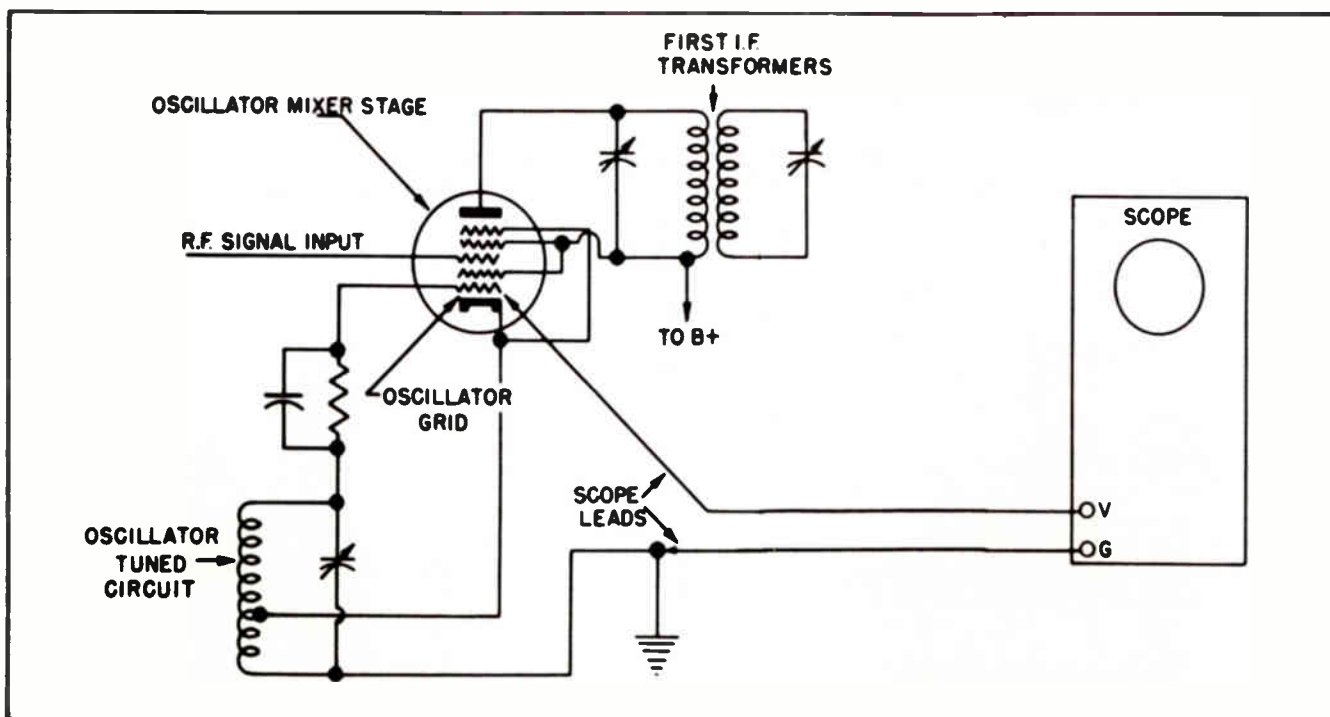 FIRST I.F.
TRANSFORMERS
OSCILLATOR MIXER STAGE
SCOPE
R.F. SIGNAL INPUT
TO B+
OSCILLATOR
GRID
SCOPE
LEADS
V
G
OSCILLATOR
TUNED
CIRCUIT